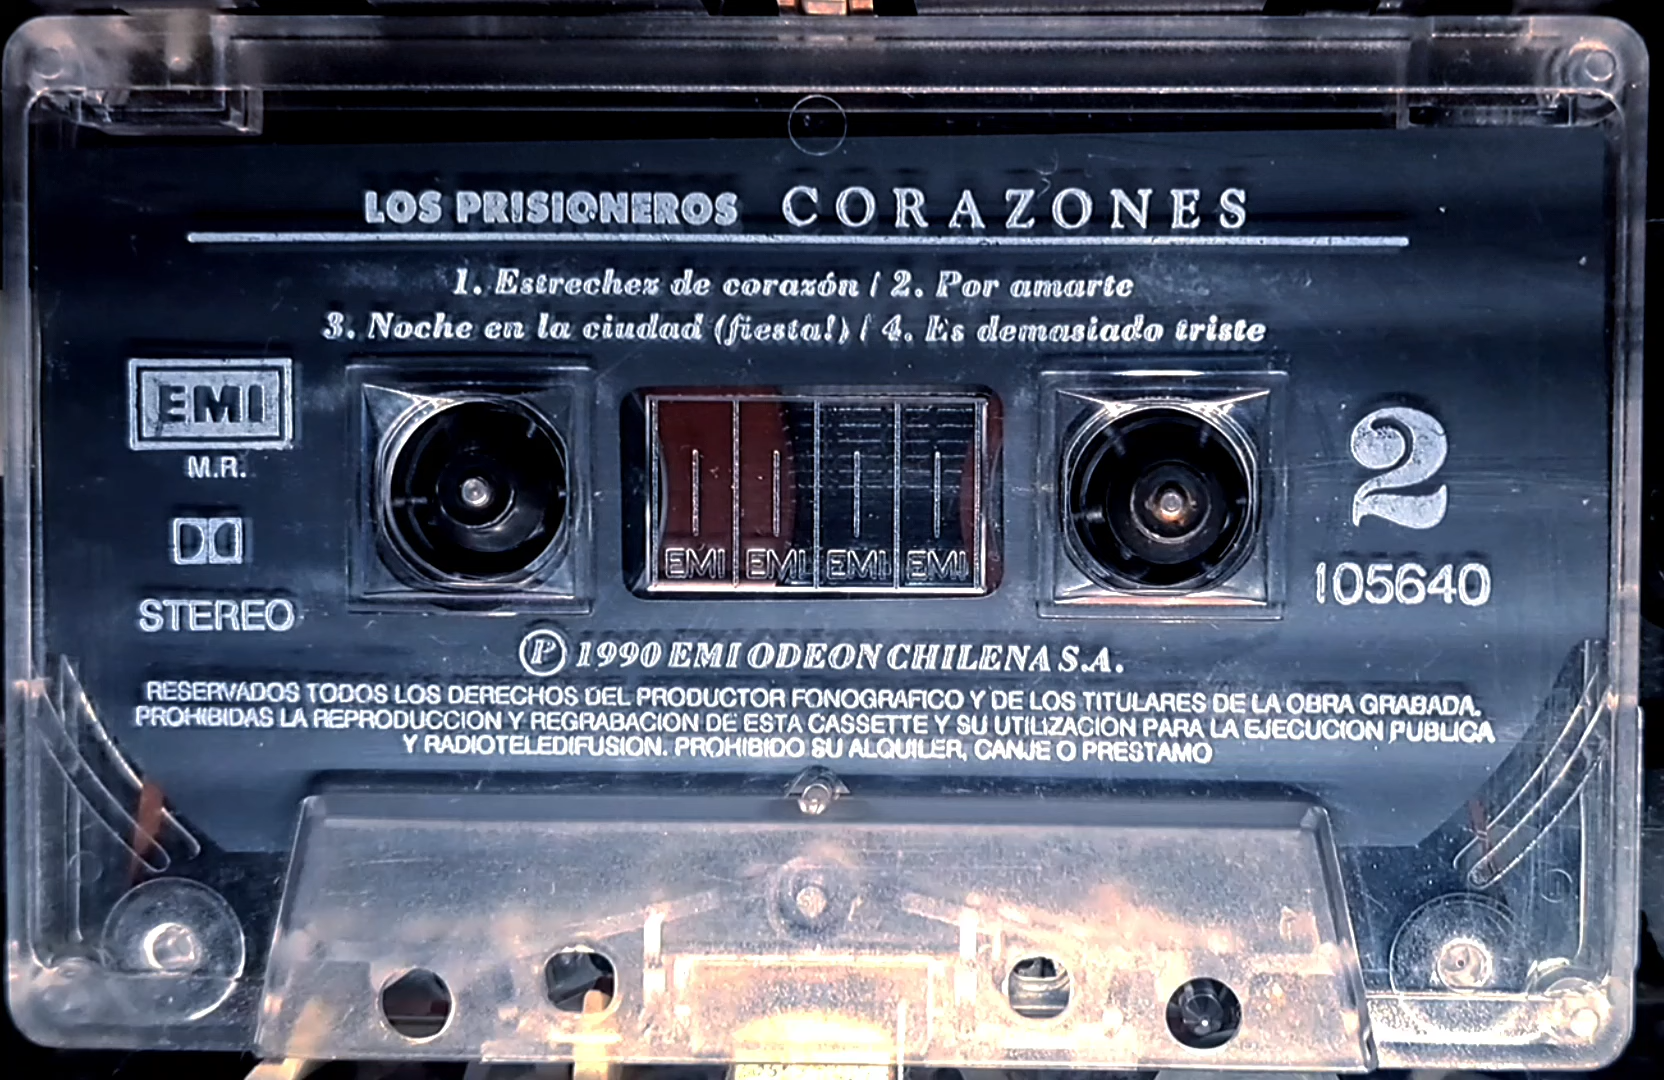 LOS PRISIONEROS CORAZONES
1. Estrechez de corazón / 2. Por amarte
3. Noche en la ciudad (fiesta!) / 4. Es demasiado triste
EMI
M.R.
STEREO
EMI EMI EMI EMI
2
105640
Ⓟ 1990 EMI ODEON CHILENA S.A.
RESERVADOS TODOS LOS DERECHOS DEL PRODUCTOR FONOGRAFICO Y DE LOS TITULARES DE LA OBRA GRABADA.
PROHIBIDAS LA REPRODUCCION Y REGRABACION DE ESTA CASSETTE Y SU UTILIZACION PARA LA EJECUCION PUBLICA
Y RADIOTELEDIFUSION. PROHIBIDO SU ALQUILER, CANJE O PRESTAMO